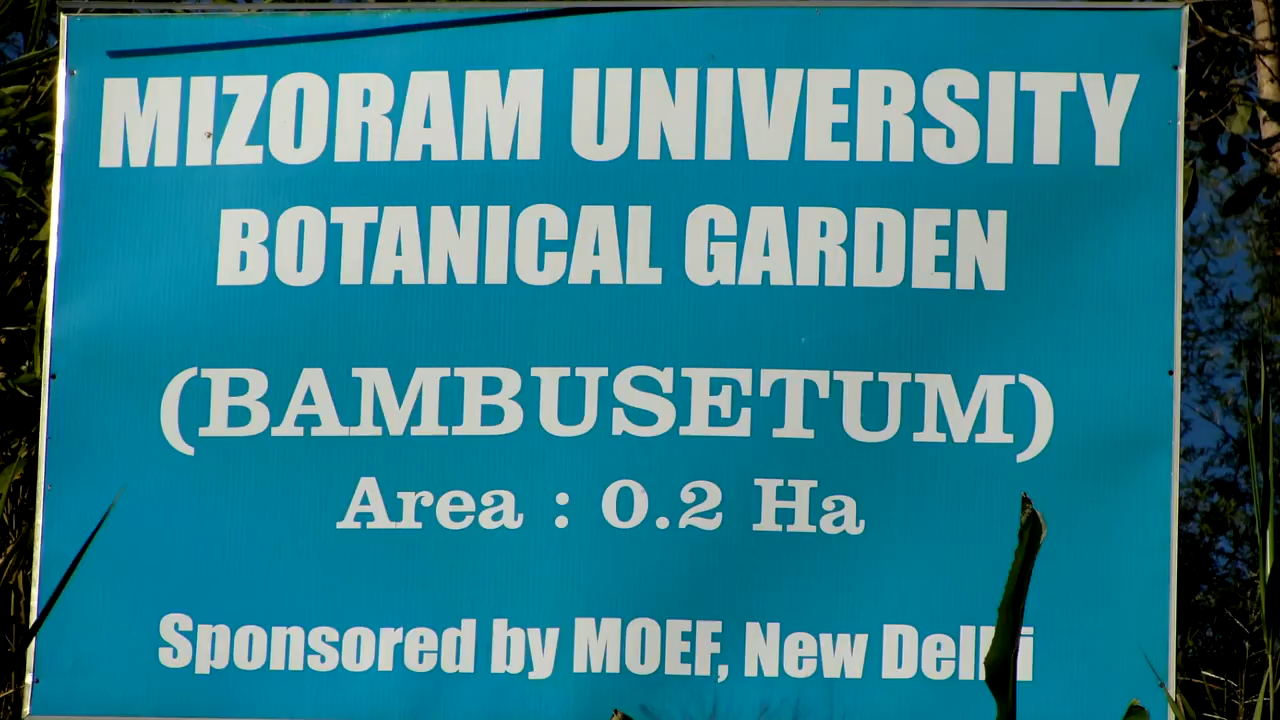 MIZORAM UNIVERSITY
BOTANICAL GARDEN
(BAMBUSETUM)
Area : 0.2 Ha
Sponsored by MOEF, New Delhi